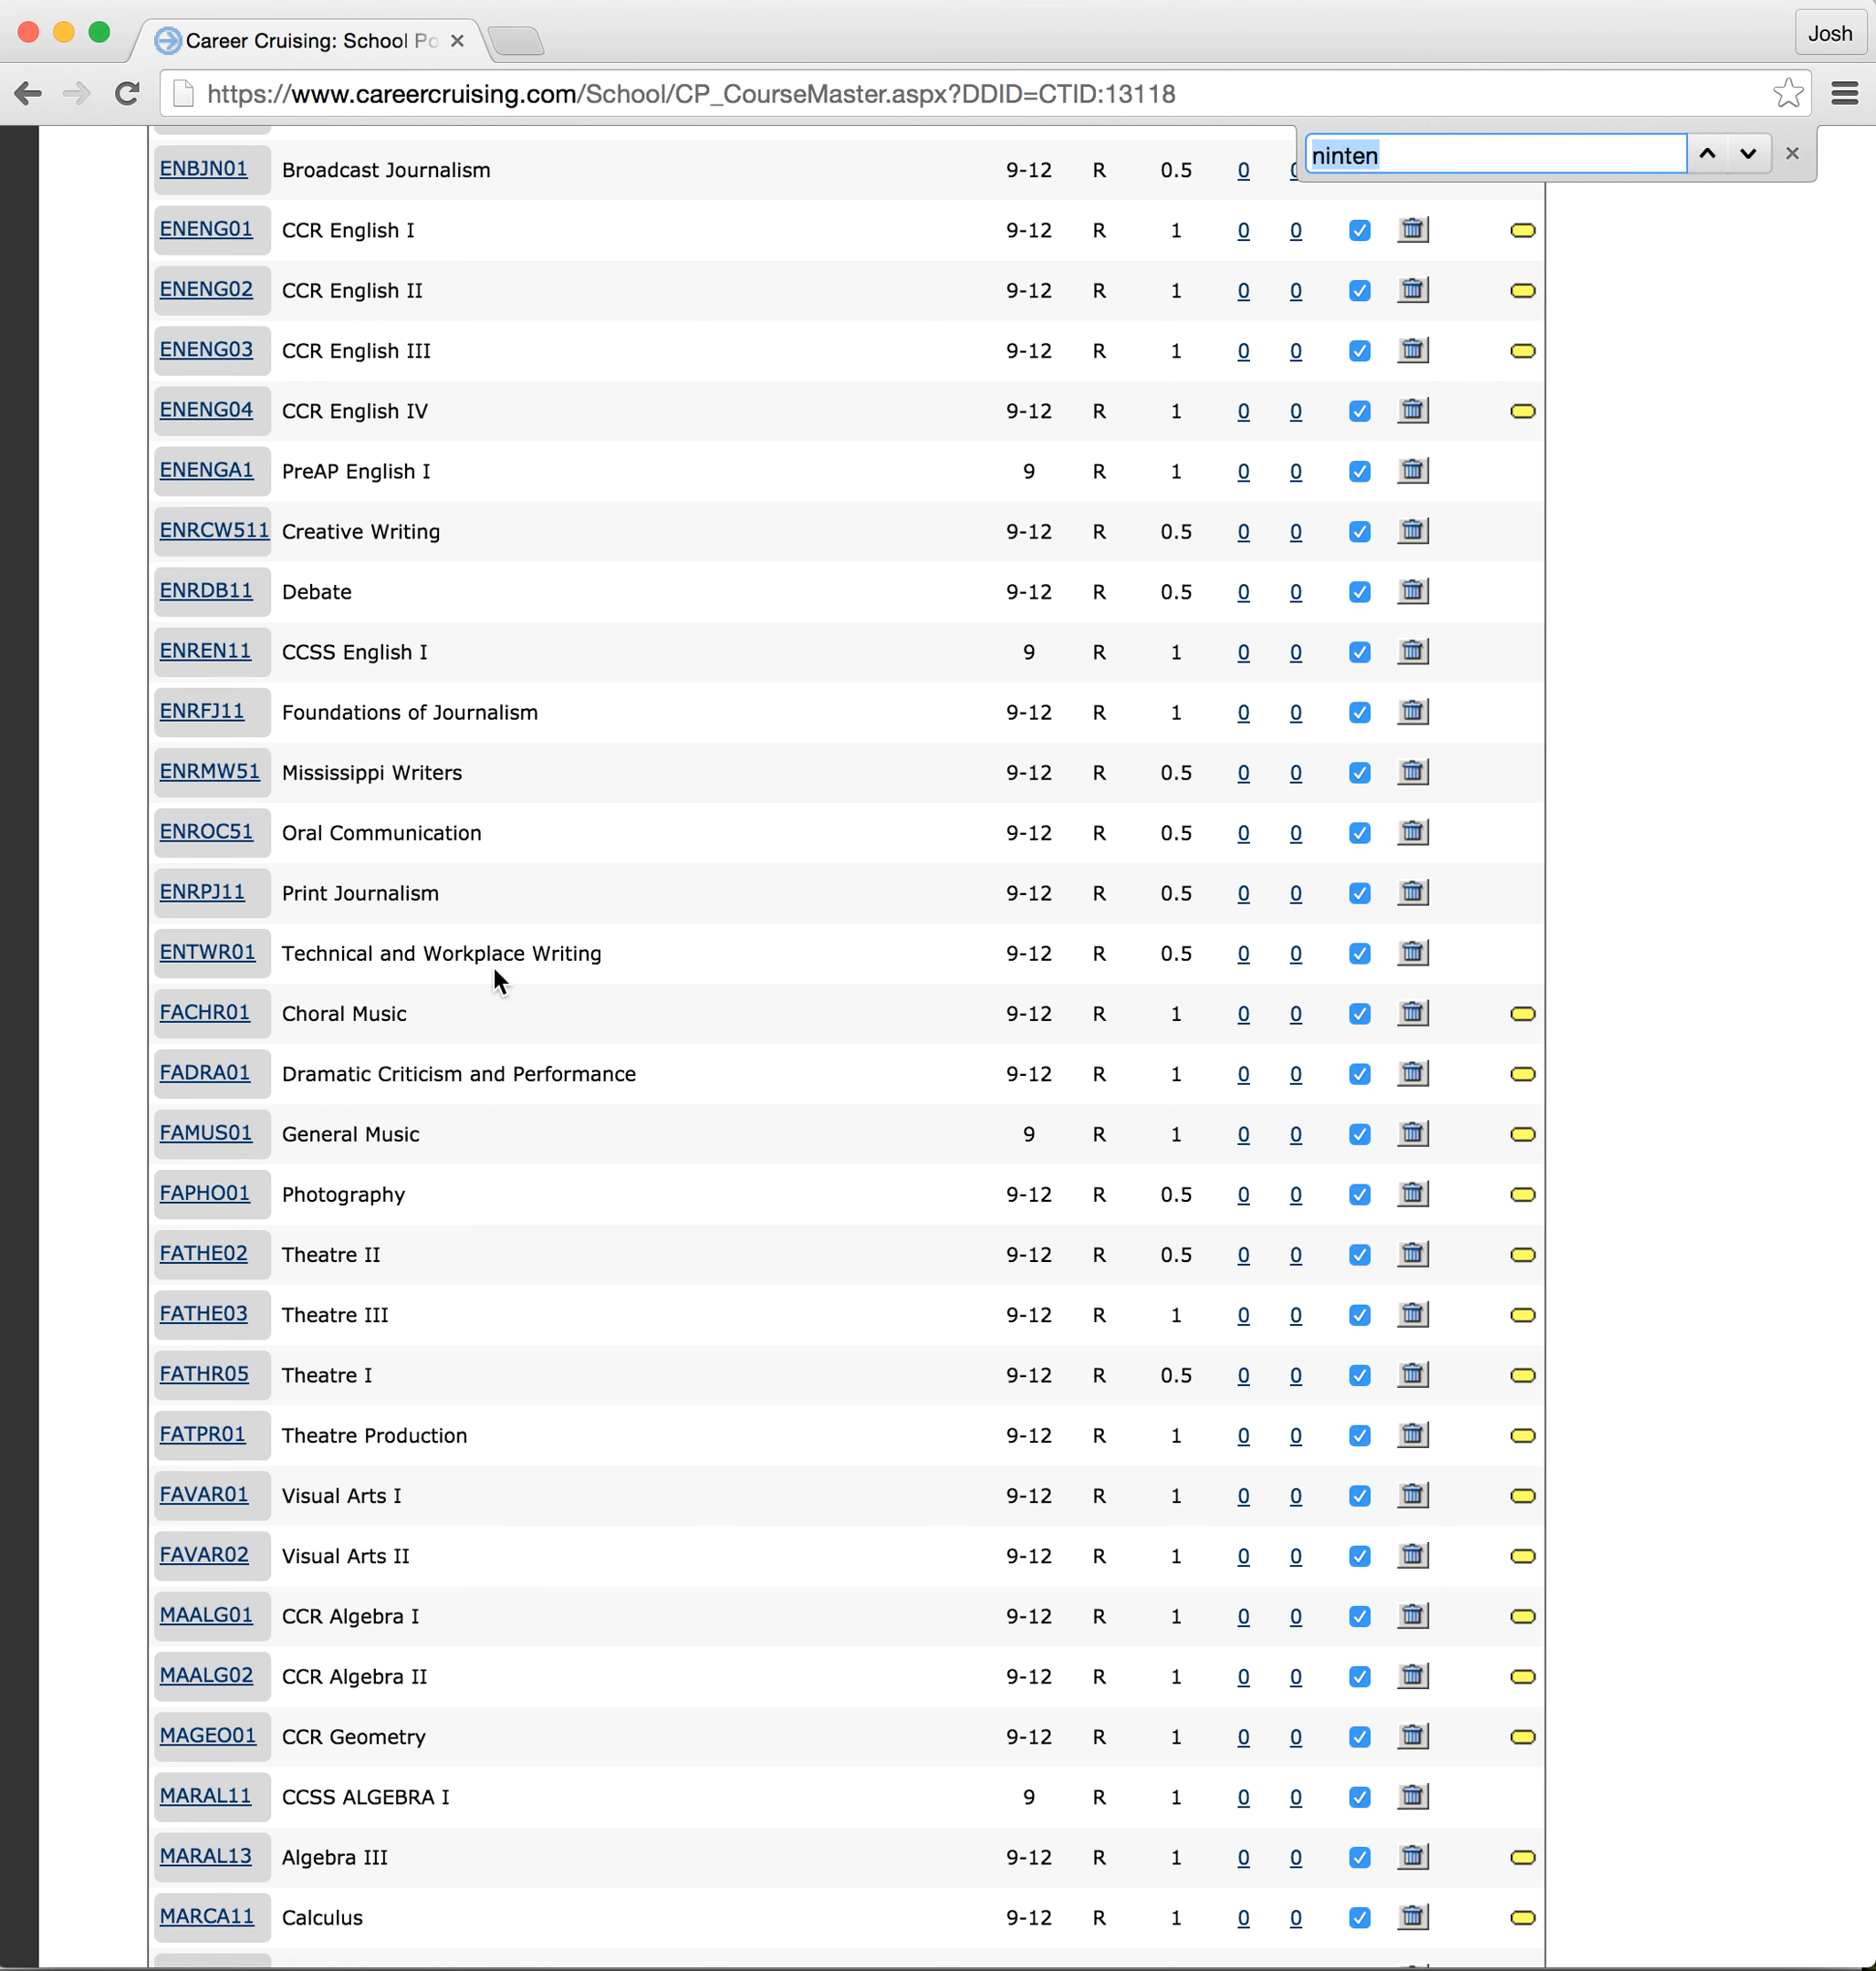 Career Cruising: School Po
Josh
https://www.careercruising.com/School/CP_CourseMaster.aspx?DDID=CTID:13118
ninten
ENBJN01 Broadcast Journalism 9-12 R 0.5 0 0
ENENG01 CCR English I 9-12 R 1 0 0
ENENG02 CCR English II 9-12 R 1 0 0
ENENG03 CCR English III 9-12 R 1 0 0
ENENG04 CCR English IV 9-12 R 1 0 0
ENENGA1 PreAP English I 9 R 1 0 0
ENRCW511 Creative Writing 9-12 R 0.5 0 0
ENRDB11 Debate 9-12 R 0.5 0 0
ENREN11 CCSS English I 9 R 1 0 0
ENRFJ11 Foundations of Journalism 9-12 R 1 0 0
ENRMW51 Mississippi Writers 9-12 R 0.5 0 0
ENROC51 Oral Communication 9-12 R 0.5 0 0
ENRPJ11 Print Journalism 9-12 R 0.5 0 0
ENTWR01 Technical and Workplace Writing 9-12 R 0.5 0 0
FACHR01 Choral Music 9-12 R 1 0 0
FADRA01 Dramatic Criticism and Performance 9-12 R 1 0 0
FAMUS01 General Music 9 R 1 0 0
FAPHO01 Photography 9-12 R 0.5 0 0
FATHE02 Theatre II 9-12 R 0.5 0 0
FATHE03 Theatre III 9-12 R 1 0 0
FATHR05 Theatre I 9-12 R 0.5 0 0
FATPR01 Theatre Production 9-12 R 1 0 0
FAVAR01 Visual Arts I 9-12 R 1 0 0
FAVAR02 Visual Arts II 9-12 R 1 0 0
MAALG01 CCR Algebra I 9-12 R 1 0 0
MAALG02 CCR Algebra II 9-12 R 1 0 0
MAGEO01 CCR Geometry 9-12 R 1 0 0
MARAL11 CCSS ALGEBRA I 9 R 1 0 0
MARAL13 Algebra III 9-12 R 1 0 0
MARCA11 Calculus 9-12 R 1 0 0